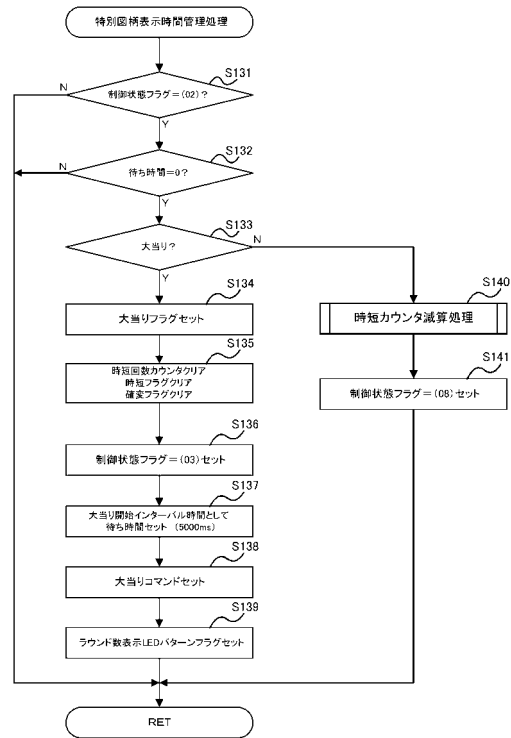 特別図柄表示時間管理処理
S131
N
制御状態フラグ=(02)?
Y
S132
N
待ち時間=0?
Y
S133
大当り?
N
Y
S134
大当りフラグセット
S140
時短カウンタ減算処理
S135
時短回数カウンタクリア
時短フラグクリア
確変フラグクリア
S141
制御状態フラグ=(08)セット
S136
制御状態フラグ=(03)セット
S137
大当り開始インターバル時間として
待ち時間セット (5000ms)
S138
大当りコマンドセット
S139
ラウンド数表示LEDパターンフラグセット
RET